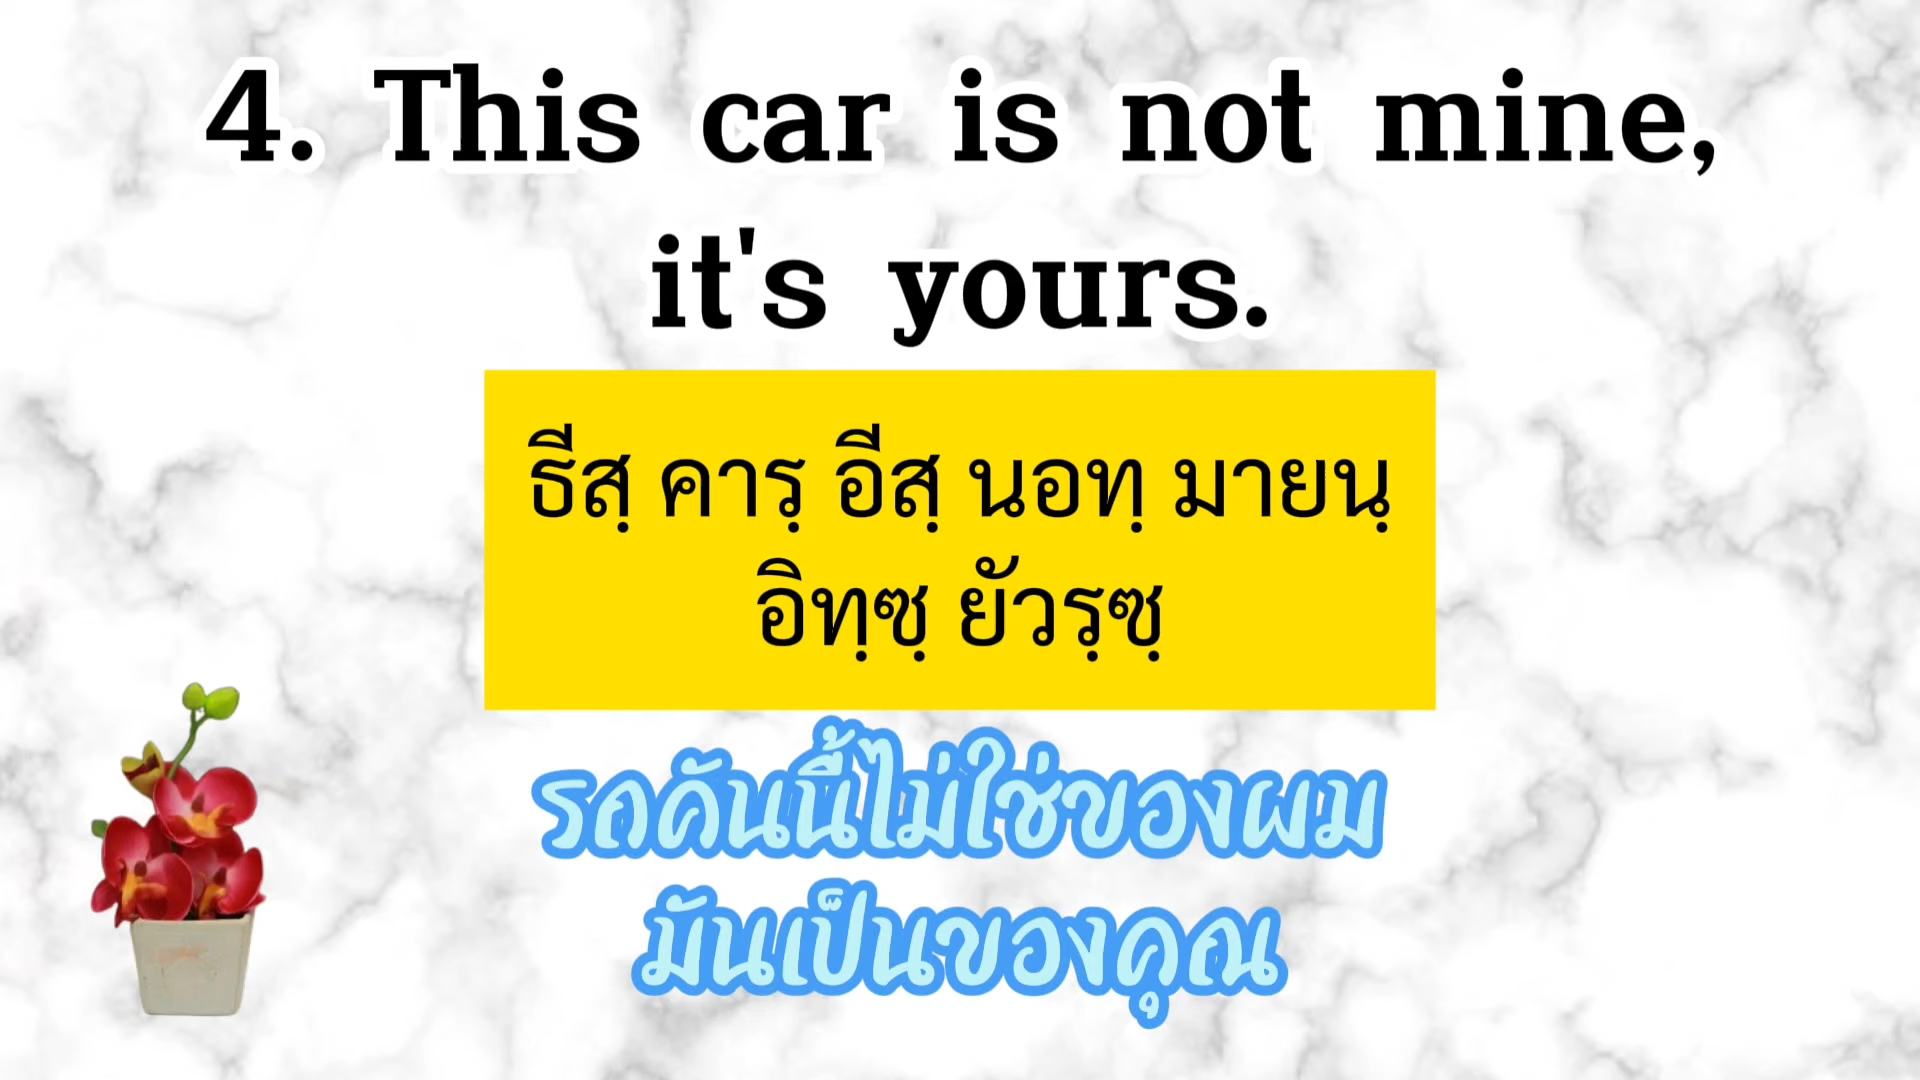 4. This car is not mine,
it's yours.
ธีสฺ คารฺ อีสฺ นอทฺ มายนฺ
อิทฺซฺ ยัวรฺซฺ
รถคันนี้ไม่ใช่ของผม
มันเป็นของคุณ